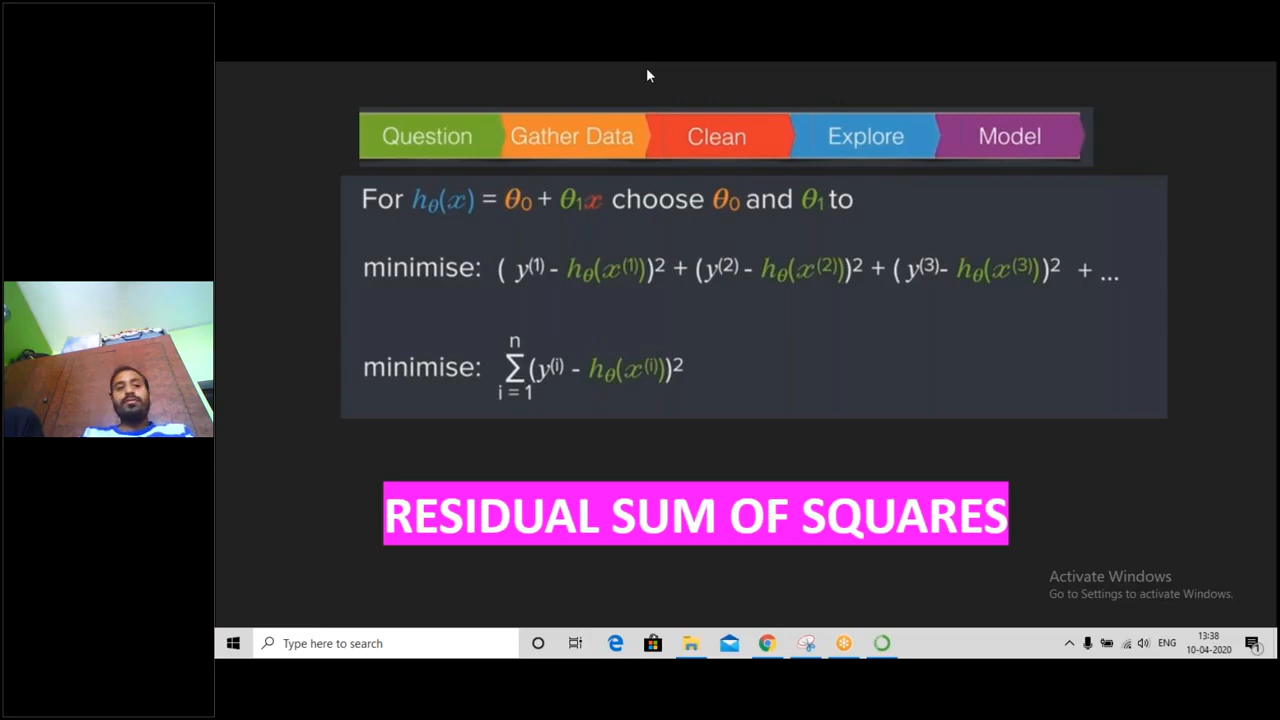 Question Gather Data Clean Explore Model
For hθ(x) = θ₀ + θ₁x choose θ₀ and θ₁ to
minimise: ( y⁽¹⁾ - hθ(x⁽¹⁾))² + (y⁽²⁾ - hθ(x⁽²⁾))² + ( y⁽³⁾- hθ(x⁽³⁾))² + ...
n
minimise: Σ(y⁽ⁱ⁾ - hθ(x⁽ⁱ⁾))²
i = 1
RESIDUAL SUM OF SQUARES
Activate Windows
Go to Settings to activate Windows.
Type here to search
ENG
13:38
10-04-2020
1